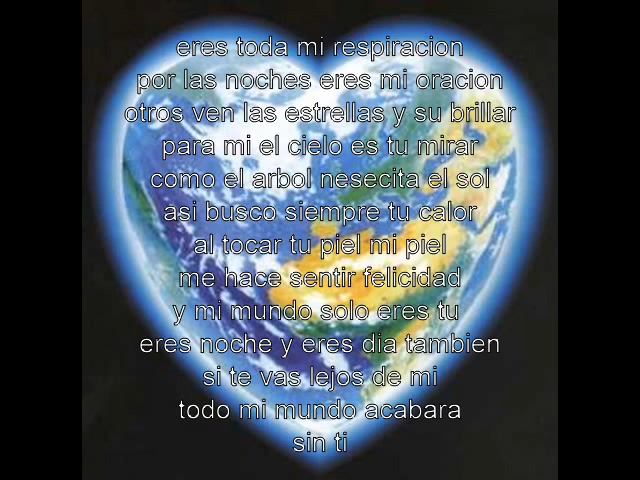 eres toda mi respiracion
por las noches eres mi oracion
otros ven las estrellas y su brillar
para mi el cielo es tu mirar
como el arbol nesecita el sol
asi busco siempre tu calor
al tocar tu piel mi piel
me hace sentir felicidad
y mi mundo solo eres tu
eres noche y eres dia tambien
si te vas lejos de mi
todo mi mundo acabara
sin ti